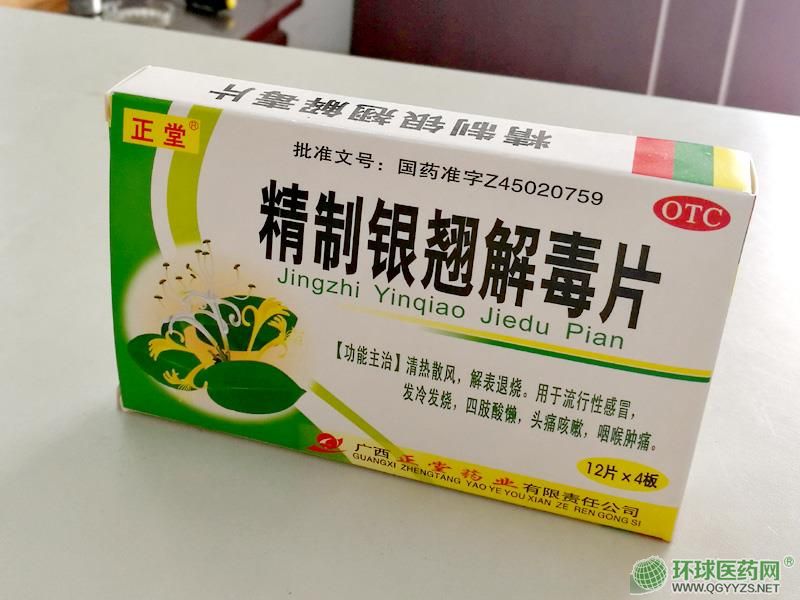 精制银翘解毒片
正堂®
批准文号：国药准字Z45020759
OTC
精制银翘解毒片
Jingzhi Yinqiao Jiedu Pian
【功能主治】清热散风，解表退烧。用于流行性感冒，
发冷发烧，四肢酸懒，头痛咳嗽，咽喉肿痛。
12片×4板
广西正堂药业有限责任公司
GUANGXI ZHENGTANG YAO YE YOU XIAN ZE REN GONG SI
环球医药网®
WWW.QGYYZS.NET